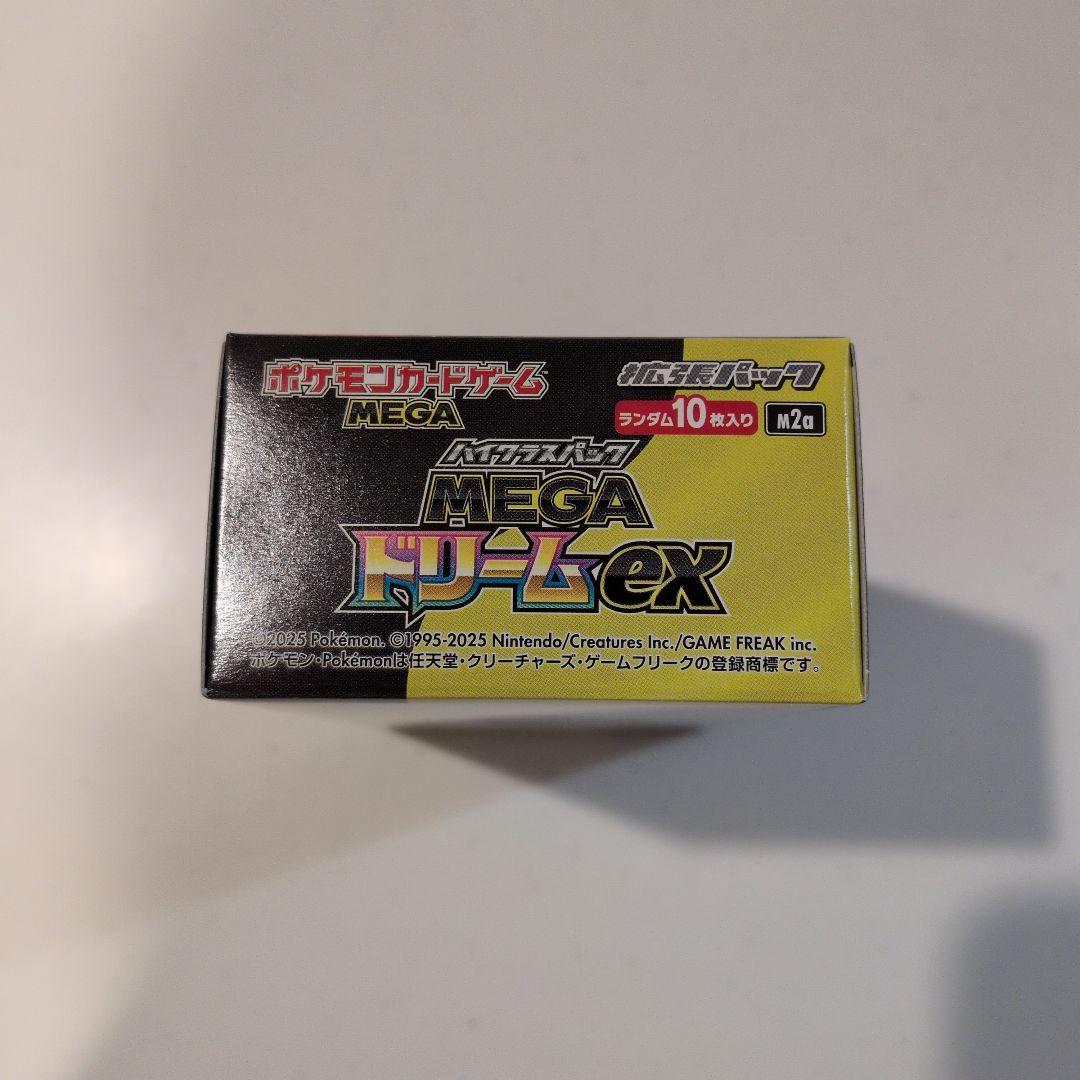 ポケモンカードゲーム
MEGA
拡張パック
ランダム10枚入り
M2a
ハイクラスパック
MEGA
ドリームex
©2025 Pokémon. ©1995-2025 Nintendo/Creatures Inc./GAME FREAK inc.
ポケモン・Pokémonは任天堂・クリーチャーズ・ゲームフリークの登録商標です。